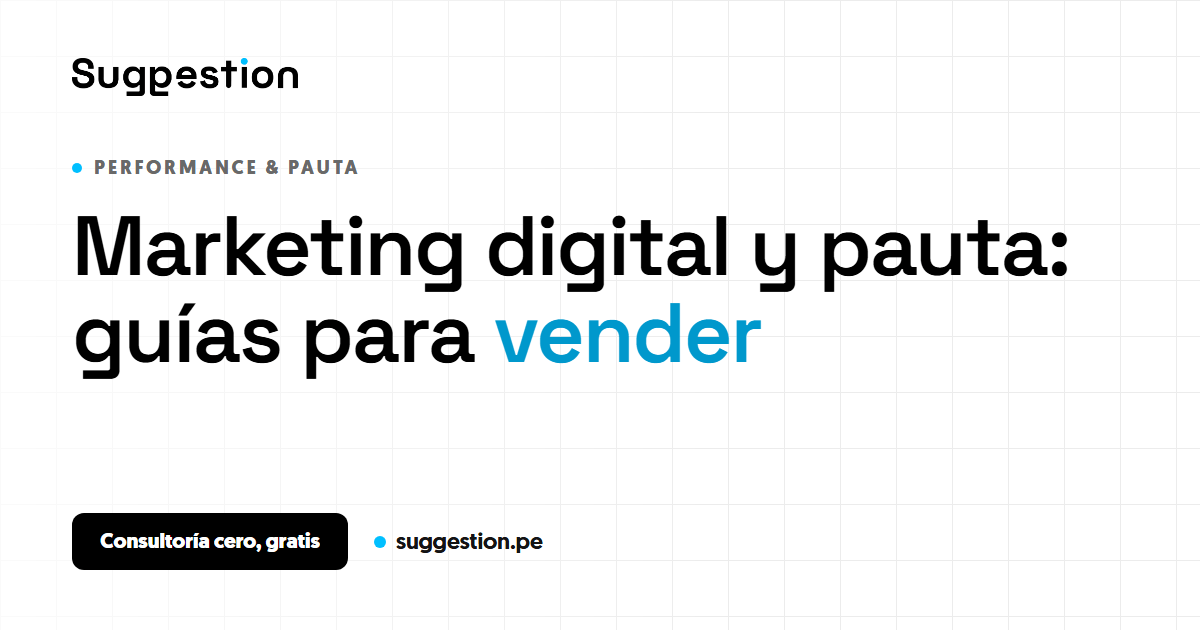 Suggestion
PERFORMANCE & PAUTA
Marketing digital y pauta:
guías para vender
Consultoría cero, gratis
suggestion.pe